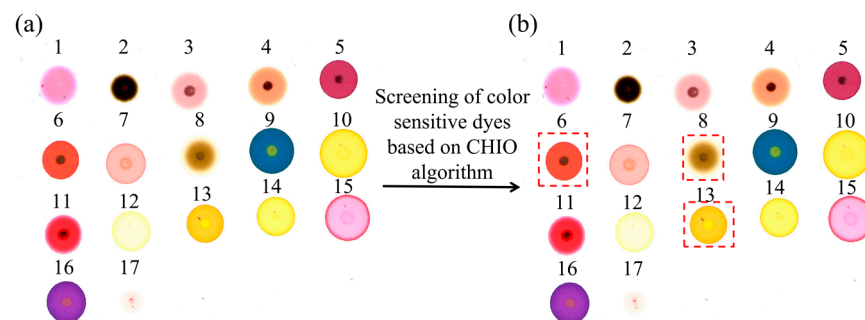 (a)
(b)
1 2 3 4 5
6 7 8 9 10
11 12 13 14 15
16 17
Screening of color
sensitive dyes
based on CHIO
algorithm
1 2 3 4 5
6 7 8 9 10
11 12 13 14 15
16 17